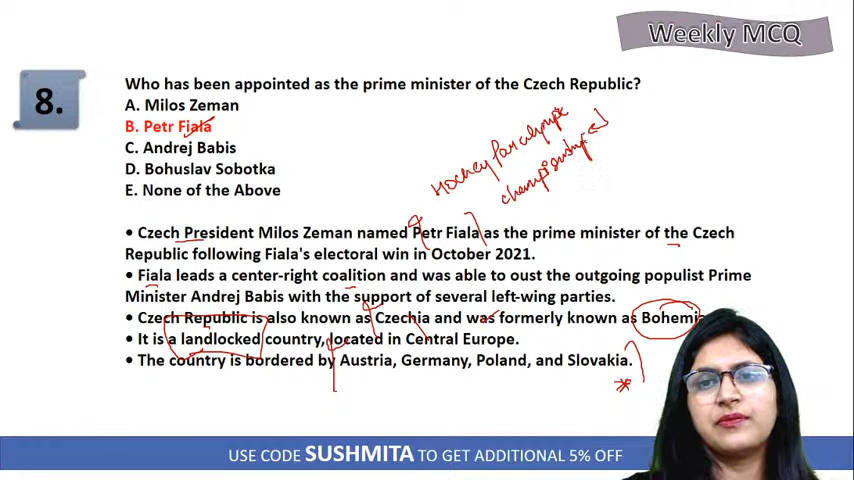 Weekly MCQ
8.
Who has been appointed as the prime minister of the Czech Republic?
A. Milos Zeman
B. Petr Fiala
C. Andrej Babis
D. Bohuslav Sobotka
E. None of the Above
Hockey paralympic
championship
• Czech President Milos Zeman named Petr Fiala as the prime minister of the Czech
Republic following Fiala's electoral win in October 2021.
• Fiala leads a center-right coalition and was able to oust the outgoing populist Prime
Minister Andrej Babis with the support of several left-wing parties.
• Czech Republic is also known as Czechia and was formerly known as Bohemia
• It is a landlocked country, located in Central Europe.
• The country is bordered by Austria, Germany, Poland, and Slovakia.
USE CODE SUSHMITA TO GET ADDITIONAL 5% OFF